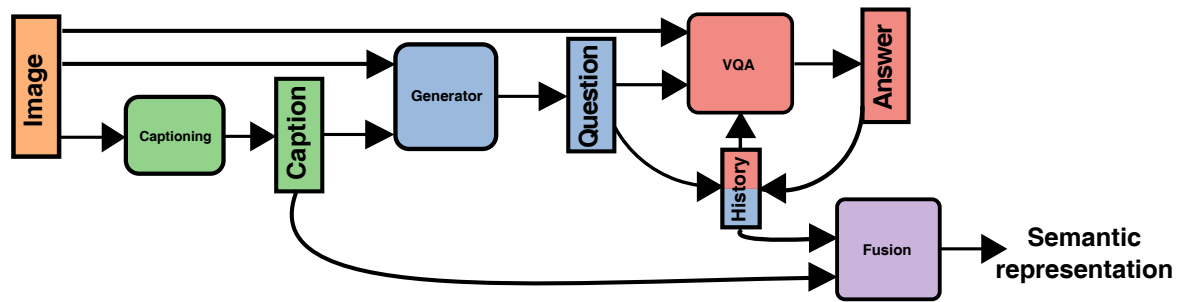 Image
Captioning
Caption
Generator
Question
VQA
Answer
History
Fusion
Semantic
representation